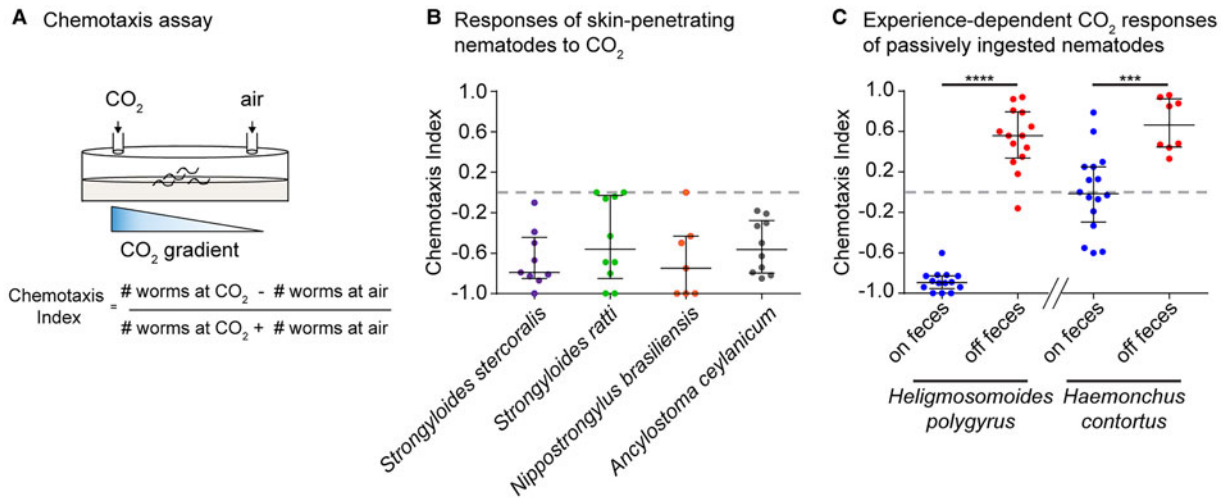 A Chemotaxis assay
CO2
air
CO2 gradient
Chemotaxis Index = # worms at CO2 - # worms at air
# worms at CO2 + # worms at air
B Responses of skin-penetrating
nematodes to CO2
Chemotaxis Index
1.0
0.6
0.2
-0.2
-0.6
-1.0
Strongyloides stercoralis
Strongyloides ratti
Nippostrongylus brasiliensis
Ancylostoma ceylanicum
C Experience-dependent CO2 responses
of passively ingested nematodes
**** ***
Chemotaxis Index
1.0
0.6
0.2
-0.2
-0.6
-1.0
on feces
off feces
on feces
off feces
Heligmosomoides
polygyrus
Haemonchus
contortus